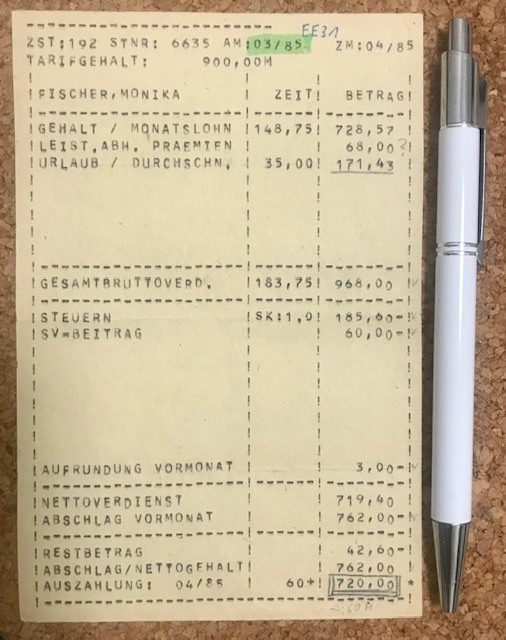 EE31
ZST:192 STNR: 6635 AM:03/85 ZM:04/85
TARIFGEHALT: 900,00M
FISCHER,MONIKA ZEIT BETRAG
GEHALT / MONATSLOHN 148,75 728,57
LEIST.ABH. PRAEMIEN 68,00 ?
URLAUB / DURCHSCHN. 35,00 171,43
GESAMTBRUTTOVERD. 183,75 968,00
STEUERN SK:1,0 185,60-
SV=BEITRAG 60,00-
AUFRUNDUNG VORMONAT 3,00-
NETTOVERDIENST 719,40
ABSCHLAG VORMONAT 762,00-
RESTBETRAG 42,60-
ABSCHLAG/NETTOGEHALT 762,00
AUSZAHLUNG: 04/85 60+ 720,00 *